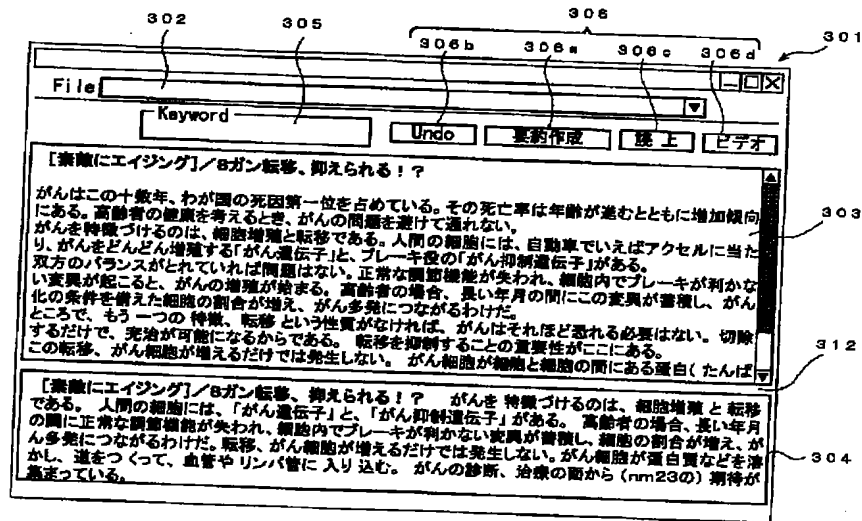 302
305
306
301
306b
306a
306c
306d
File
Keyword
Undo
要約作成
読上
ビデオ
[素敵にエイジング]/8ガン転移、抑えられる!?
303
がんはこの十数年、わが国の死因第一位を占めている。その死亡率は年齢が進むとともに増加傾向
にある。高齢者の健康を考えるとき、がんの問題を避けて通れない。
がんを特徴づけるのは、細胞増殖と転移である。人間の細胞には、自動車でいえばアクセルに当た
り、がんをどんどん増殖する「がん遺伝子」と、ブレーキ役の「がん抑制遺伝子」がある。
双方のバランスがとれていれば問題はない。正常な調節機能が失われ、細胞内でブレーキが利かな
い変異が起こると、がんの増殖が始まる。高齢者の場合、長い年月の間にこの変異が蓄積し、がん
化の条件を備えた細胞の割合が増え、がん多発につながるわけだ。
ところで、もう一つの特徴、転移という性質がなければ、がんはそれほど恐れる必要はない。切除
するだけで、完治が可能になるからである。 転移を抑制することの重要性がここにある。
この転移、がん細胞が増えるだけでは発生しない。 がん細胞が細胞と細胞の間にある蛋白(たんぱ
312
[素敵にエイジング]/8ガン転移、抑えられる!? がんを 特徴づけるのは、細胞増殖 と 転移
である。 人間の細胞には、「がん遺伝子」と、「がん抑制遺伝子」がある。 高齢者の場合、長い年月
の間に正常な調節機能が失われ、細胞内でブレーキが利かない変異が蓄積し、細胞の割合が増え、が
ん多発につながるわけだ。転移、がん細胞が増えるだけでは発生しない。がん細胞が蛋白質などを溶
かし、道をつくって、血管や リンパ管に 入り 込む。 がんの診断、治療の面から (nm23の) 期待が
集まっている。
304